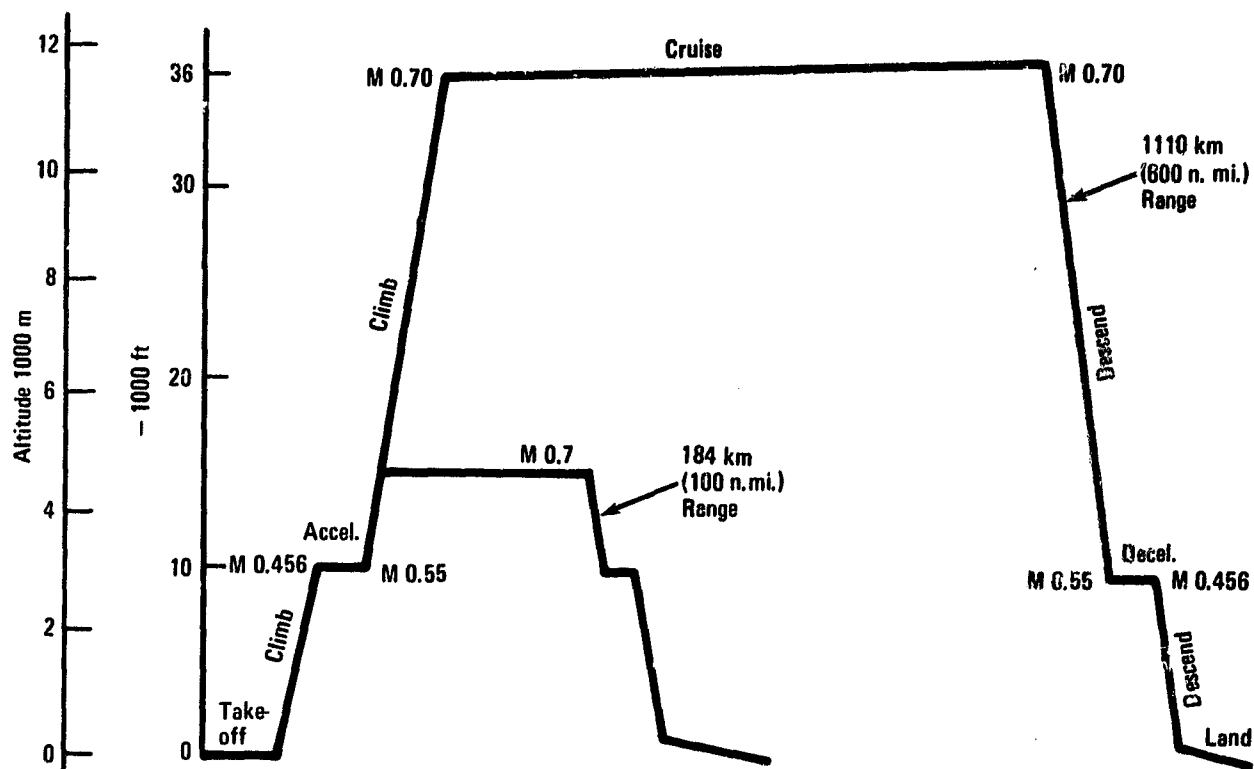 12
10
8
6
4
2
0
Altitude 1000 m
– 1000 ft
36
30
20
10
0
Cruise
M 0.70
M 0.70
1110 km
(600 n. mi.)
Range
Climb
Descend
M 0.7
184 km
(100 n.mi.)
Range
Accel.
M 0.456
M 0.55
Decel.
M 0.55
M 0.456
Climb
Descend
Take-
off
Land